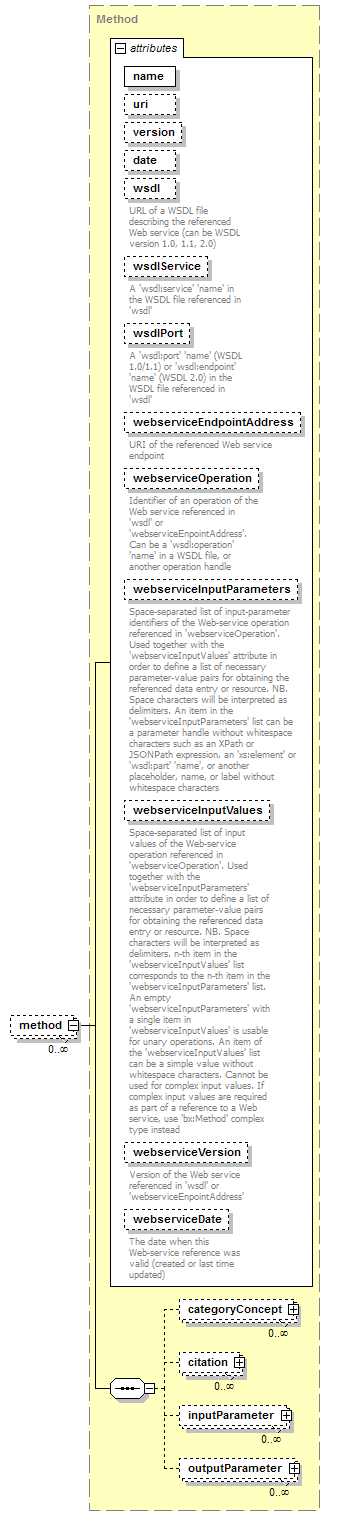 Method
attributes
name
uri
version
date
wsdl
URL of a WSDL file
describing the referenced
Web service (can be WSDL
version 1.0, 1.1, 2.0)
wsdlService
A 'wsdl:service' 'name' in
the WSDL file referenced in
'wsdl'
wsdlPort
A 'wsdl:port' 'name' (WSDL
1.0/1.1) or 'wsdl:endpoint'
'name' (WSDL 2.0) in the
WSDL file referenced in
'wsdl'
webserviceEndpointAddress
URI of the referenced Web service
endpoint
webserviceOperation
Identifier of an operation of the
Web service referenced in
'wsdl' or
'webserviceEnpointAddress'.
Can be a 'wsdl:operation'
'name' in a WSDL file, or
another operation handle
webserviceInputParameters
Space-separated list of input-parameter
identifiers of the Web-service operation
referenced in 'webserviceOperation'.
Used together with the
'webserviceInputValues' attribute in
order to define a list of necessary
parameter-value pairs for obtaining the
referenced data entry or resource. NB.
Space characters will be interpreted as
delimiters. An item in the
'webserviceInputParameters' list can be
a parameter handle without whitespace
characters such as an XPath or
JSONPath expression, an 'xs:element' or
'wsdl:part' 'name', or another
placeholder, name, or label without
whitespace characters
webserviceInputValues
Space-separated list of input
values of the Web-service
operation referenced in
'webserviceOperation'. Used
together with the
'webserviceInputParameters'
attribute in order to define a list of
necessary parameter-value pairs
for obtaining the referenced data
entry or resource. NB. Space
characters will be interpreted as
delimiters. n-th item in the
'webserviceInputValues' list
corresponds to the n-th item in the
'webserviceInputParameters' list.
An empty
'webserviceInputParameters' with
a single item in
'webserviceInputValues' is usable
for unary operations. An item of
the 'webserviceInputValues' list
can be a simple value without
whitespace characters. Cannot be
used for complex input values. If
complex input values are required
as part of a reference to a Web
service, use 'bx:Method' complex
type instead
method
0..∞
webserviceVersion
Version of the Web service
referenced in 'wsdl' or
'webserviceEnpointAddress'
webserviceDate
The date when this
Web-service reference was
valid (created or last time
updated)
categoryConcept
0..∞
citation
0..∞
inputParameter
0..∞
outputParameter
0..∞